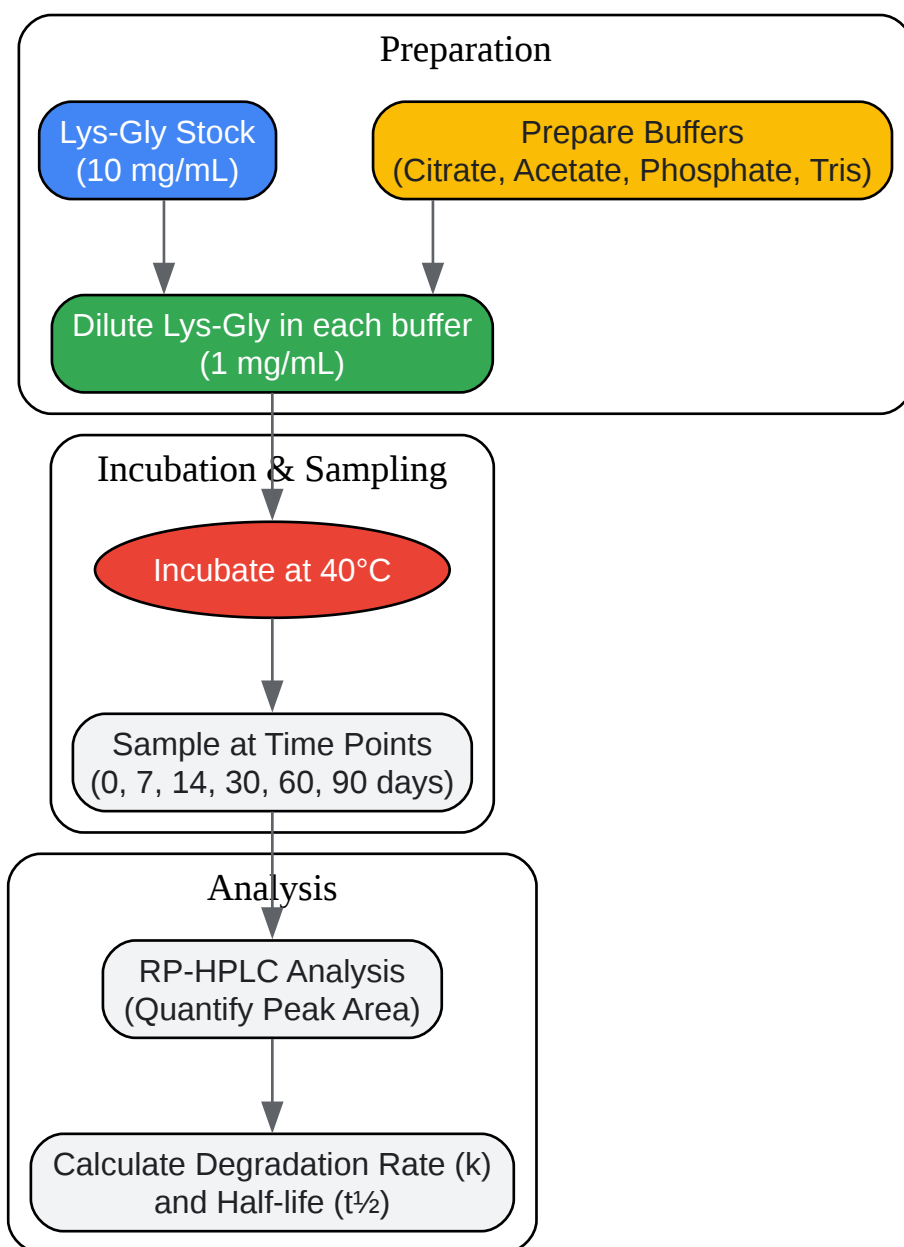 Preparation
Lys-Gly Stock
(10 mg/mL)
Prepare Buffers
(Citrate, Acetate, Phosphate, Tris)
Dilute Lys-Gly in each buffer
(1 mg/mL)
Incubation & Sampling
Incubate at 40°C
Sample at Time Points
(0, 7, 14, 30, 60, 90 days)
Analysis
RP-HPLC Analysis
(Quantify Peak Area)
Calculate Degradation Rate (k)
and Half-life (t½)